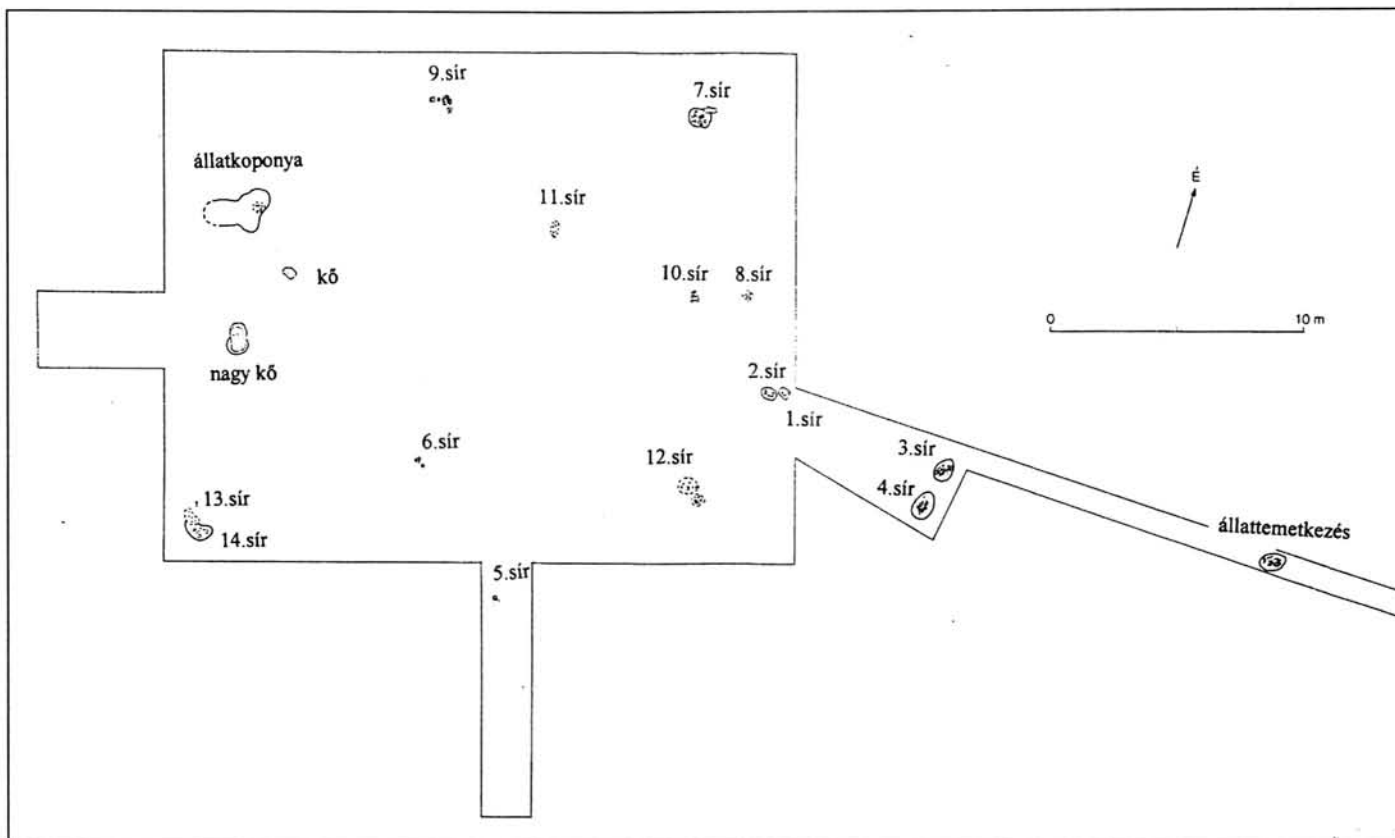 9.sír
7.sír
állatkoponya
É
11.sír
kő
10.sír
8.sír
0
10 m
nagy kő
2.sír
1.sír
6.sír
3.sír
12.sír
4.sír
13.sír
14.sír
állattemetkezés
5.sír